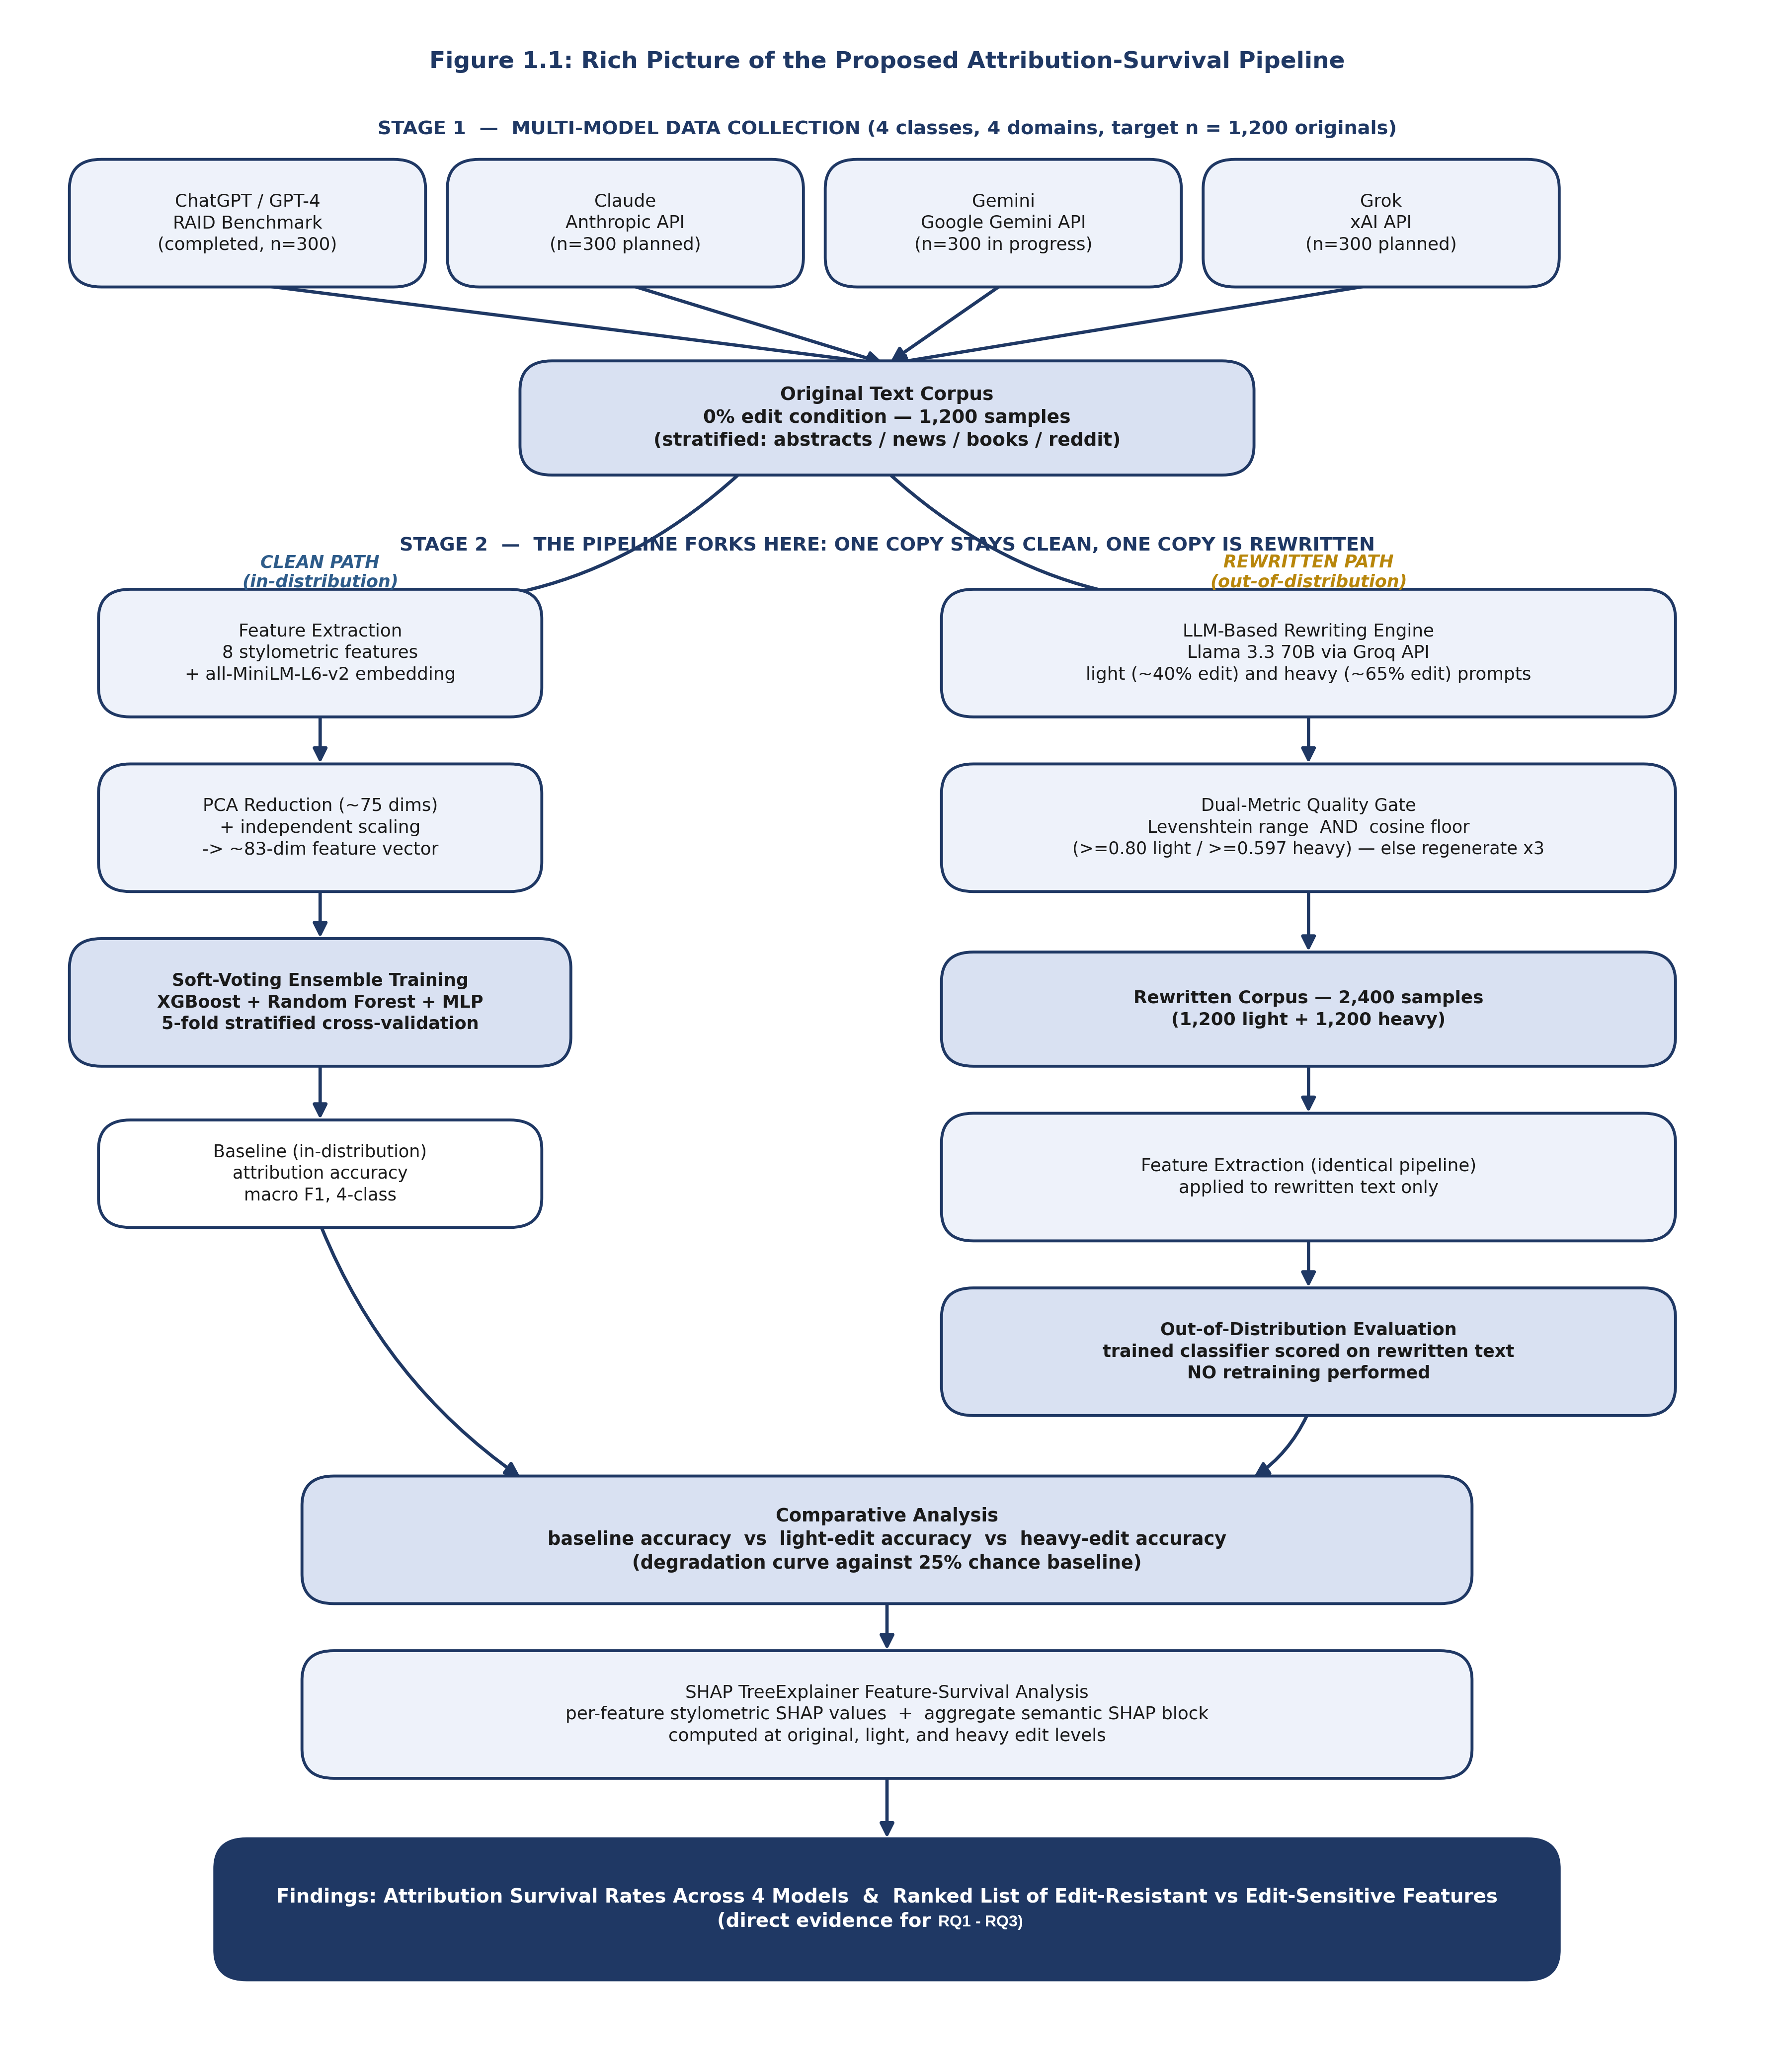 Figure 1.1: Rich Picture of the Proposed Attribution-Survival Pipeline
STAGE 1 — MULTI-MODEL DATA COLLECTION (4 classes, 4 domains, target n = 1,200 originals)
ChatGPT / GPT-4
RAID Benchmark
(completed, n=300)
Claude
Anthropic API
(n=300 planned)
Gemini
Google Gemini API
(n=300 in progress)
Grok
xAI API
(n=300 planned)
Original Text Corpus
0% edit condition — 1,200 samples
(stratified: abstracts / news / books / reddit)
STAGE 2 — THE PIPELINE FORKS HERE: ONE COPY STAYS CLEAN, ONE COPY IS REWRITTEN
CLEAN PATH
(in-distribution)
Feature Extraction
8 stylometric features
+ all-MiniLM-L6-v2 embedding
PCA Reduction (~75 dims)
+ independent scaling
-> ~83-dim feature vector
Soft-Voting Ensemble Training
XGBoost + Random Forest + MLP
5-fold stratified cross-validation
Baseline (in-distribution)
attribution accuracy
macro F1, 4-class
REWRITTEN PATH
(out-of-distribution)
LLM-Based Rewriting Engine
Llama 3.3 70B via Groq API
light (~40% edit) and heavy (~65% edit) prompts
Dual-Metric Quality Gate
Levenshtein range AND cosine floor
(>=0.80 light / >=0.597 heavy) — else regenerate x3
Rewritten Corpus — 2,400 samples
(1,200 light + 1,200 heavy)
Feature Extraction (identical pipeline)
applied to rewritten text only
Out-of-Distribution Evaluation
trained classifier scored on rewritten text
NO retraining performed
Comparative Analysis
baseline accuracy vs light-edit accuracy vs heavy-edit accuracy
(degradation curve against 25% chance baseline)
SHAP TreeExplainer Feature-Survival Analysis
per-feature stylometric SHAP values + aggregate semantic SHAP block
computed at original, light, and heavy edit levels
Findings: Attribution Survival Rates Across 4 Models & Ranked List of Edit-Resistant vs Edit-Sensitive Features
(direct evidence for RQ1 - RQ3)